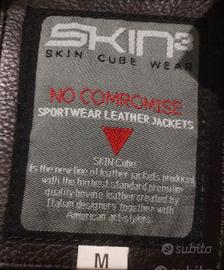 SKIN3
SKIN CUBE WEAR
NO COMPROMISE
SPORTWEAR LEATHER JACKETS
SKIN Cube
is the new line of leather jackets produced
with the highest standard premium
quality bovine leather created by
Italian designers together with
American art-stylers
M
subito